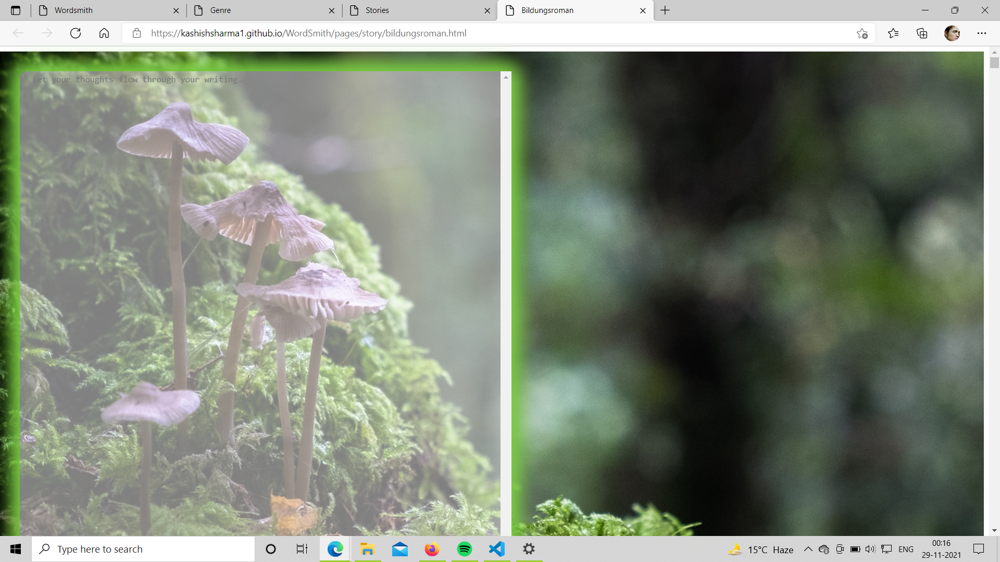 Wordsmith
Genre
Stories
Bildungsroman
https://kashishsharma1.github.io/WordSmith/pages/story/bildungsroman.html
Let your thoughts flow through your writing.
Type here to search
15°C Haze
ENG
00:16
29-11-2021